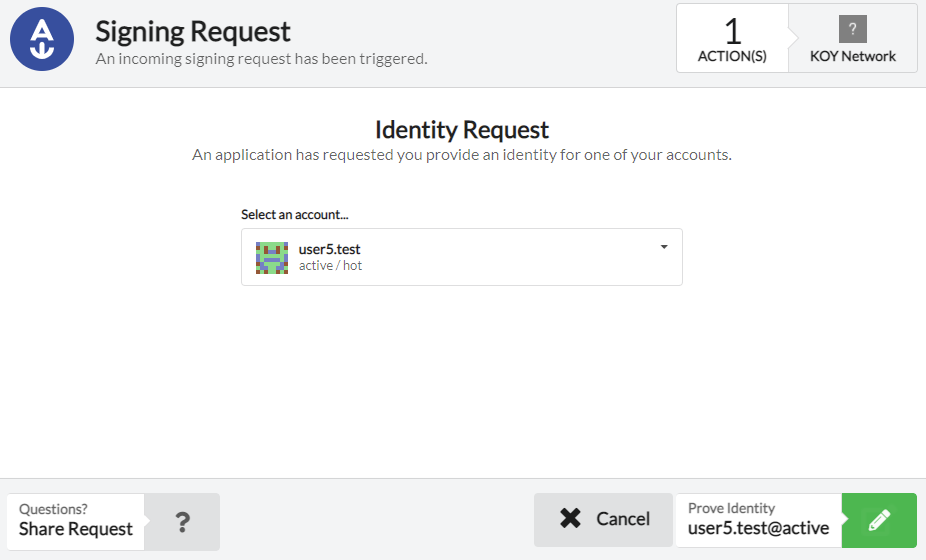 Signing Request
An incoming signing request has been triggered.
1
ACTION(S)
?
KOY Network
Identity Request
An application has requested you provide an identity for one of your accounts.
Select an account...
user5.test
active / hot
Questions?
Share Request
?
Cancel
Prove Identity
user5.test@active